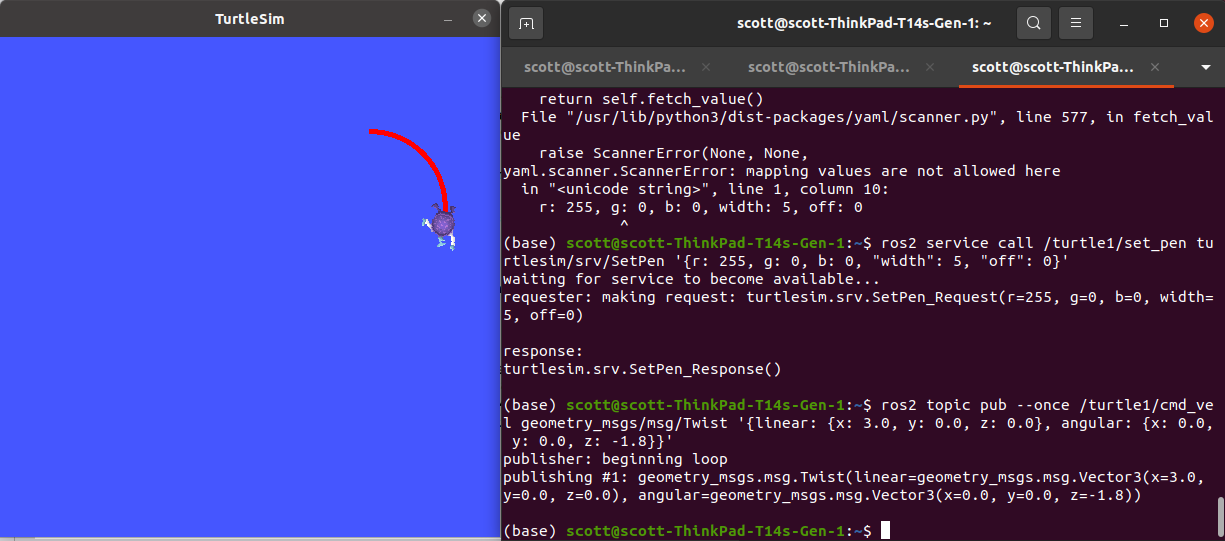 TurtleSim
scott@scott-ThinkPad-T14s-Gen-1: ~
scott@scott-ThinkPa...
scott@scott-ThinkPa...
scott@scott-ThinkPa...
return self.fetch_value()
File "/usr/lib/python3/dist-packages/yaml/scanner.py", line 577, in fetch_val
ue
raise ScannerError(None, None,
yaml.scanner.ScannerError: mapping values are not allowed here
in "<unicode string>", line 1, column 10:
r: 255, g: 0, b: 0, width: 5, off: 0
^
(base) scott@scott-ThinkPad-T14s-Gen-1:~$ ros2 service call /turtle1/set_pen tu
rtlesim/srv/SetPen '{r: 255, g: 0, b: 0, "width": 5, "off": 0}'
waiting for service to become available...
requester: making request: turtlesim.srv.SetPen_Request(r=255, g=0, b=0, width=
5, off=0)
response:
turtlesim.srv.SetPen_Response()
(base) scott@scott-ThinkPad-T14s-Gen-1:~$ ros2 topic pub --once /turtle1/cmd_ve
l geometry_msgs/msg/Twist '{linear: {x: 3.0, y: 0.0, z: 0.0}, angular: {x: 0.0,
y: 0.0, z: -1.8}}'
publisher: beginning loop
publishing #1: geometry_msgs.msg.Twist(linear=geometry_msgs.msg.Vector3(x=3.0,
y=0.0, z=0.0), angular=geometry_msgs.msg.Vector3(x=0.0, y=0.0, z=-1.8))
(base) scott@scott-ThinkPad-T14s-Gen-1:~$